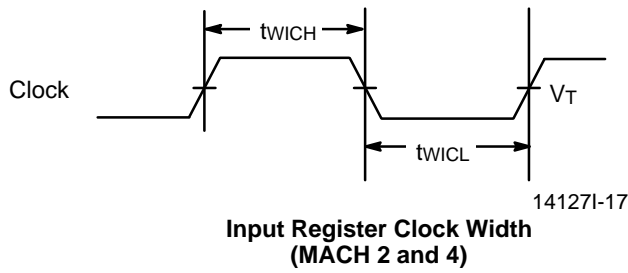 tWICH
Clock
VT
tWICL
14127I-17
Input Register Clock Width
(MACH 2 and 4)